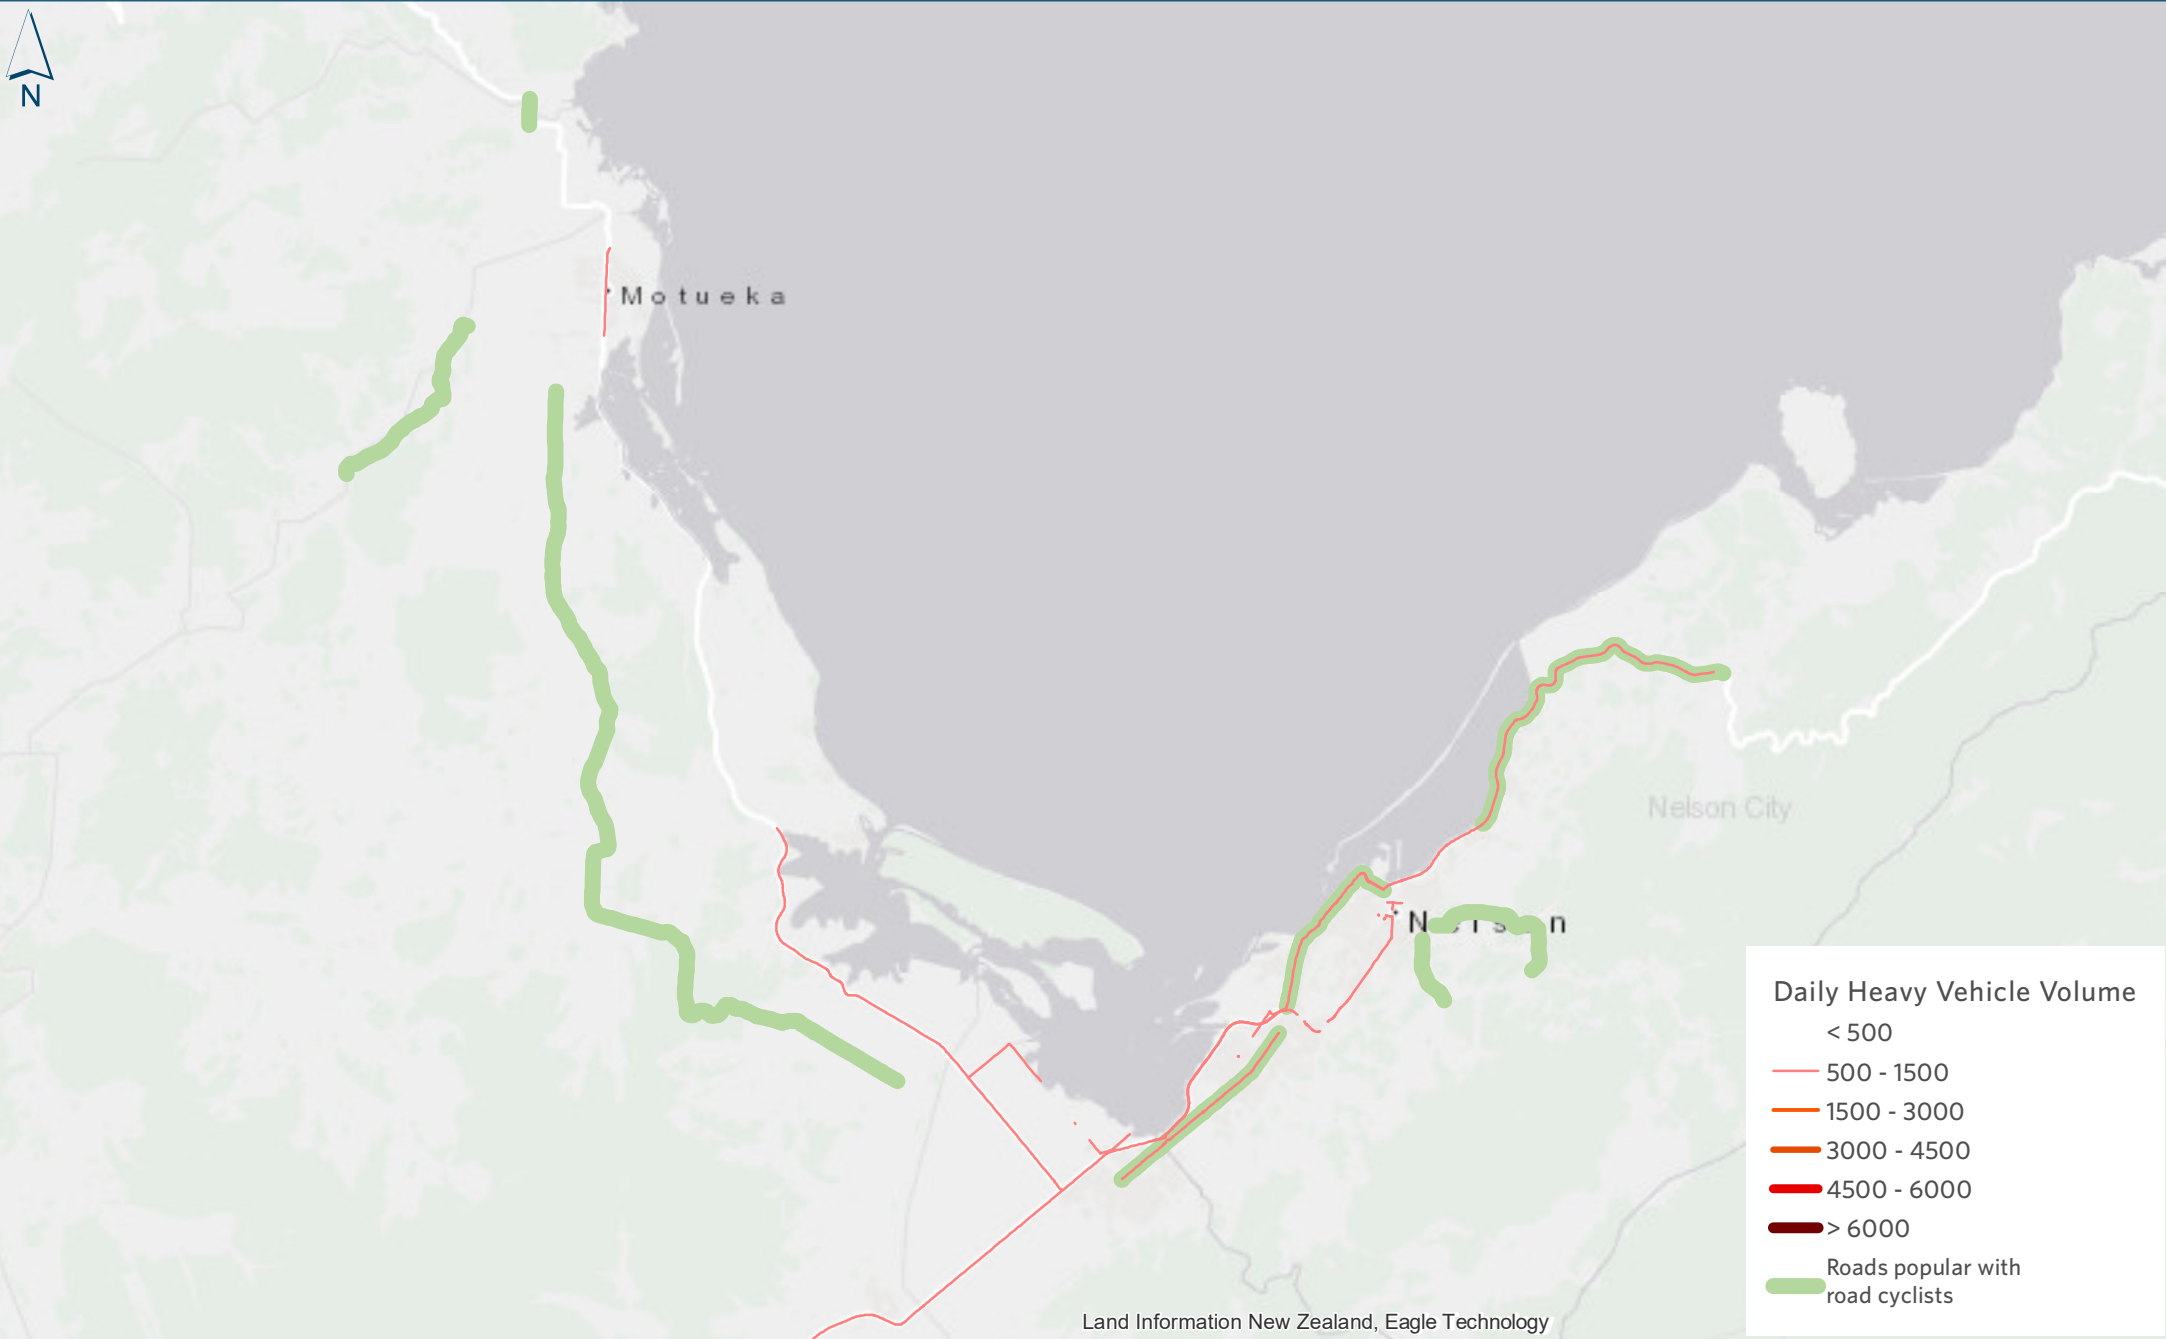 N
Motueka
Nelson City
Nelson
Daily Heavy Vehicle Volume
< 500
500 - 1500
1500 - 3000
3000 - 4500
4500 - 6000
> 6000
Roads popular with
road cyclists
Land Information New Zealand, Eagle Technology